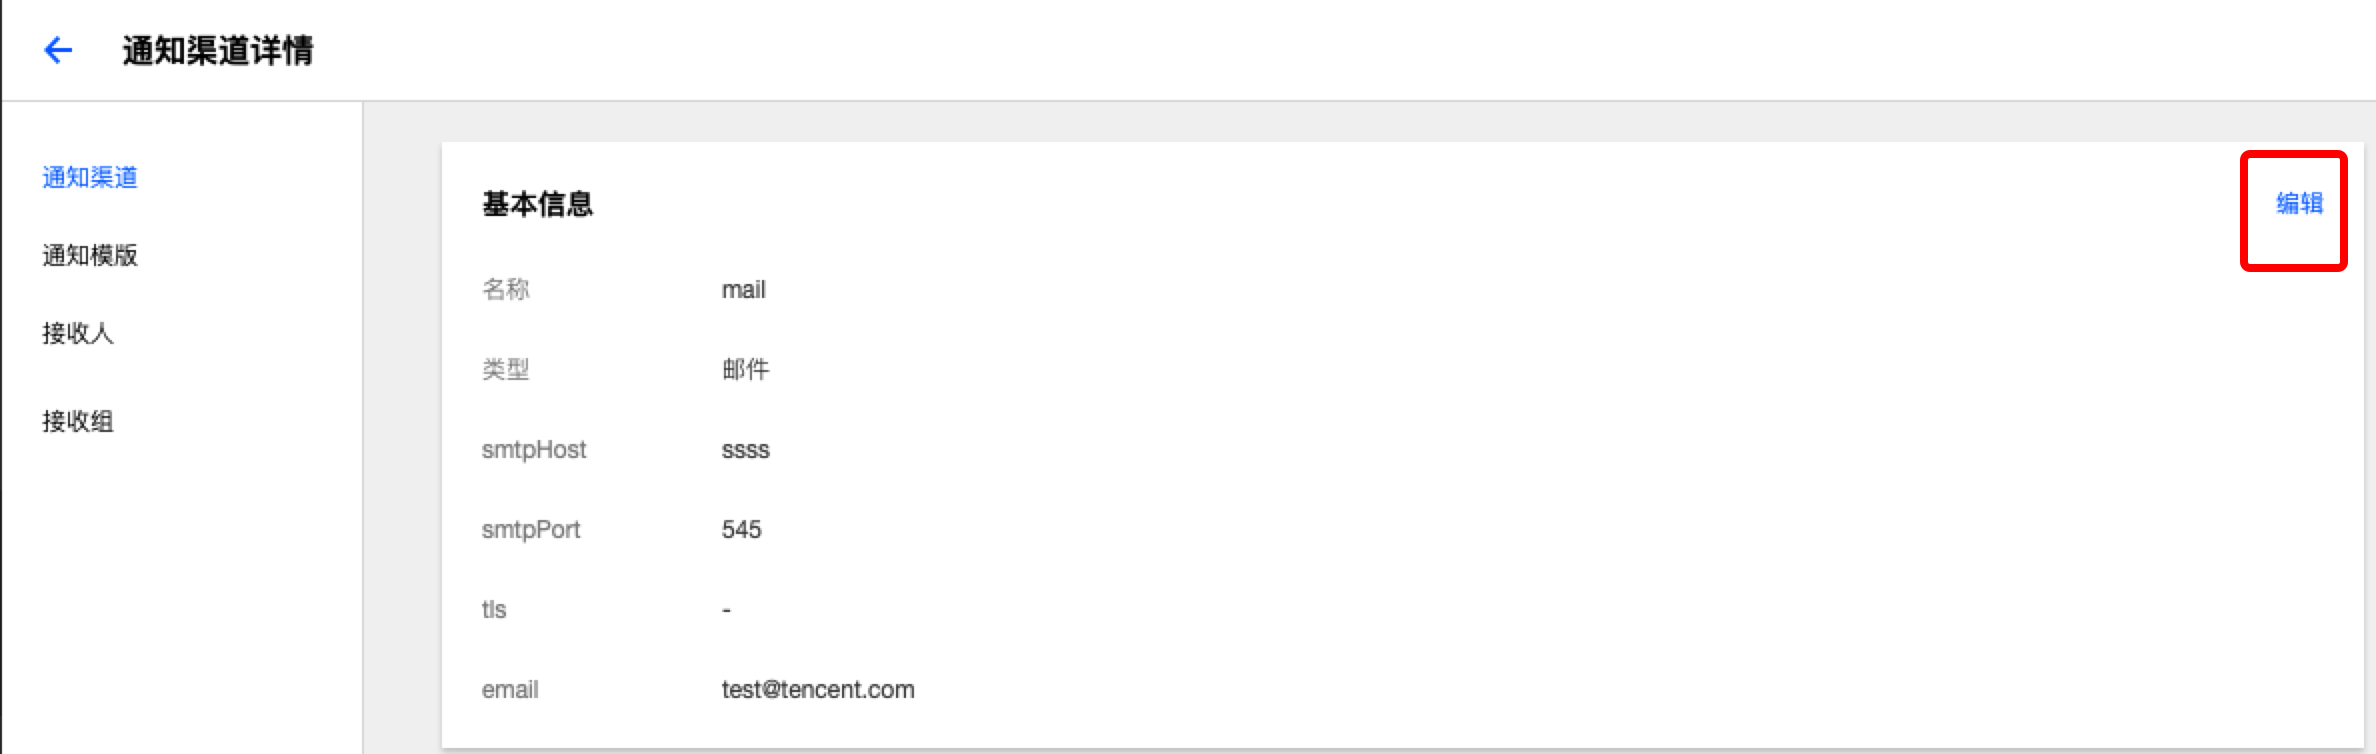 通知渠道详情
通知渠道
通知模版
接收人
接收组
基本信息
编辑
名称 mail
类型 邮件
smtpHost ssss
smtpPort 545
tls -
email test@tencent.com